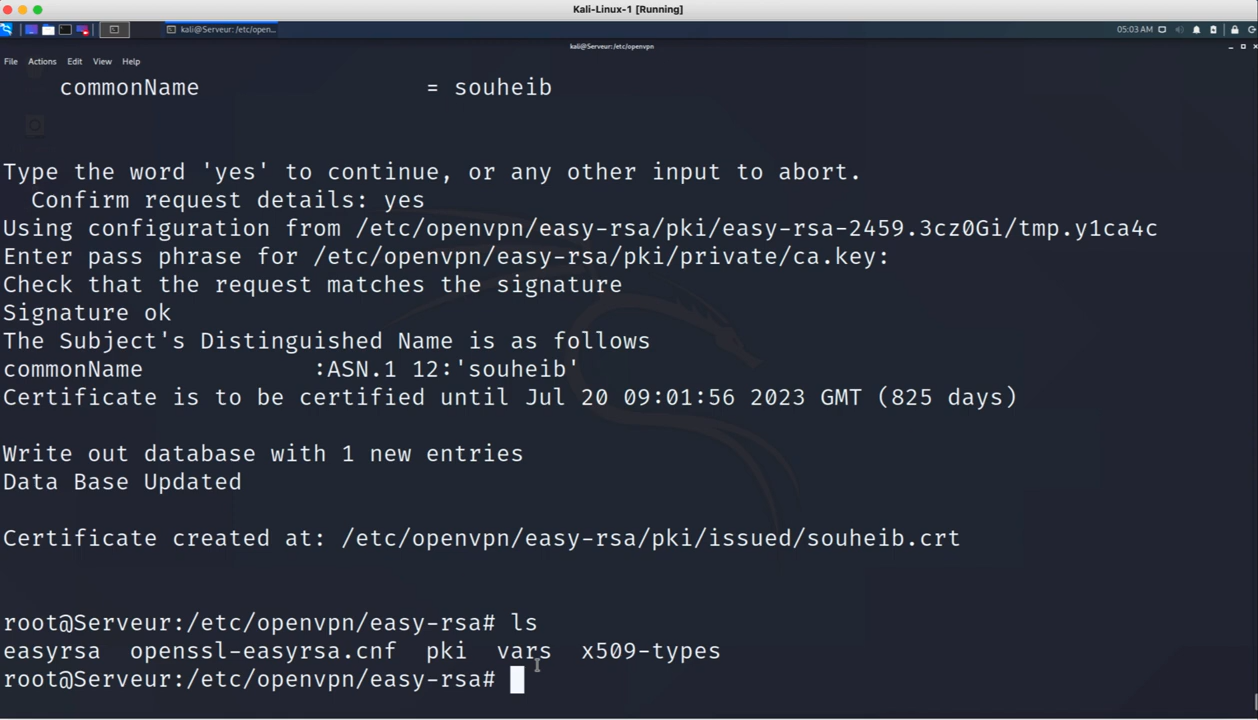 Kali-Linux-1 [Running]
kali@Serveur: /etc/open...
05:03 AM
kali@Serveur:/etc/openvpn
File Actions Edit View Help
commonName = souheib
Type the word 'yes' to continue, or any other input to abort.
Confirm request details: yes
Using configuration from /etc/openvpn/easy-rsa/pki/easy-rsa-2459.3cz0Gi/tmp.y1ca4c
Enter pass phrase for /etc/openvpn/easy-rsa/pki/private/ca.key:
Check that the request matches the signature
Signature ok
The Subject's Distinguished Name is as follows
commonName :ASN.1 12:'souheib'
Certificate is to be certified until Jul 20 09:01:56 2023 GMT (825 days)
Write out database with 1 new entries
Data Base Updated
Certificate created at: /etc/openvpn/easy-rsa/pki/issued/souheib.crt
root@Serveur:/etc/openvpn/easy-rsa# ls
easyrsa openssl-easyrsa.cnf pki vars x509-types
root@Serveur:/etc/openvpn/easy-rsa#